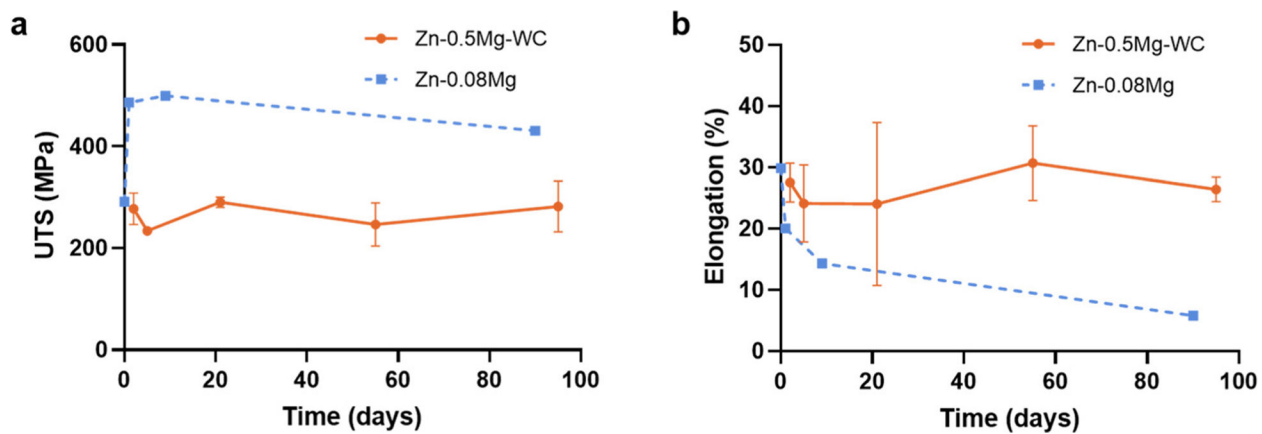 a
Zn-0.5Mg-WC
Zn-0.08Mg
UTS (MPa)
600
400
200
0
0 20 40 60 80 100
Time (days)
b
Zn-0.5Mg-WC
Zn-0.08Mg
Elongation (%)
50
40
30
20
10
0
0 20 40 60 80 100
Time (days)